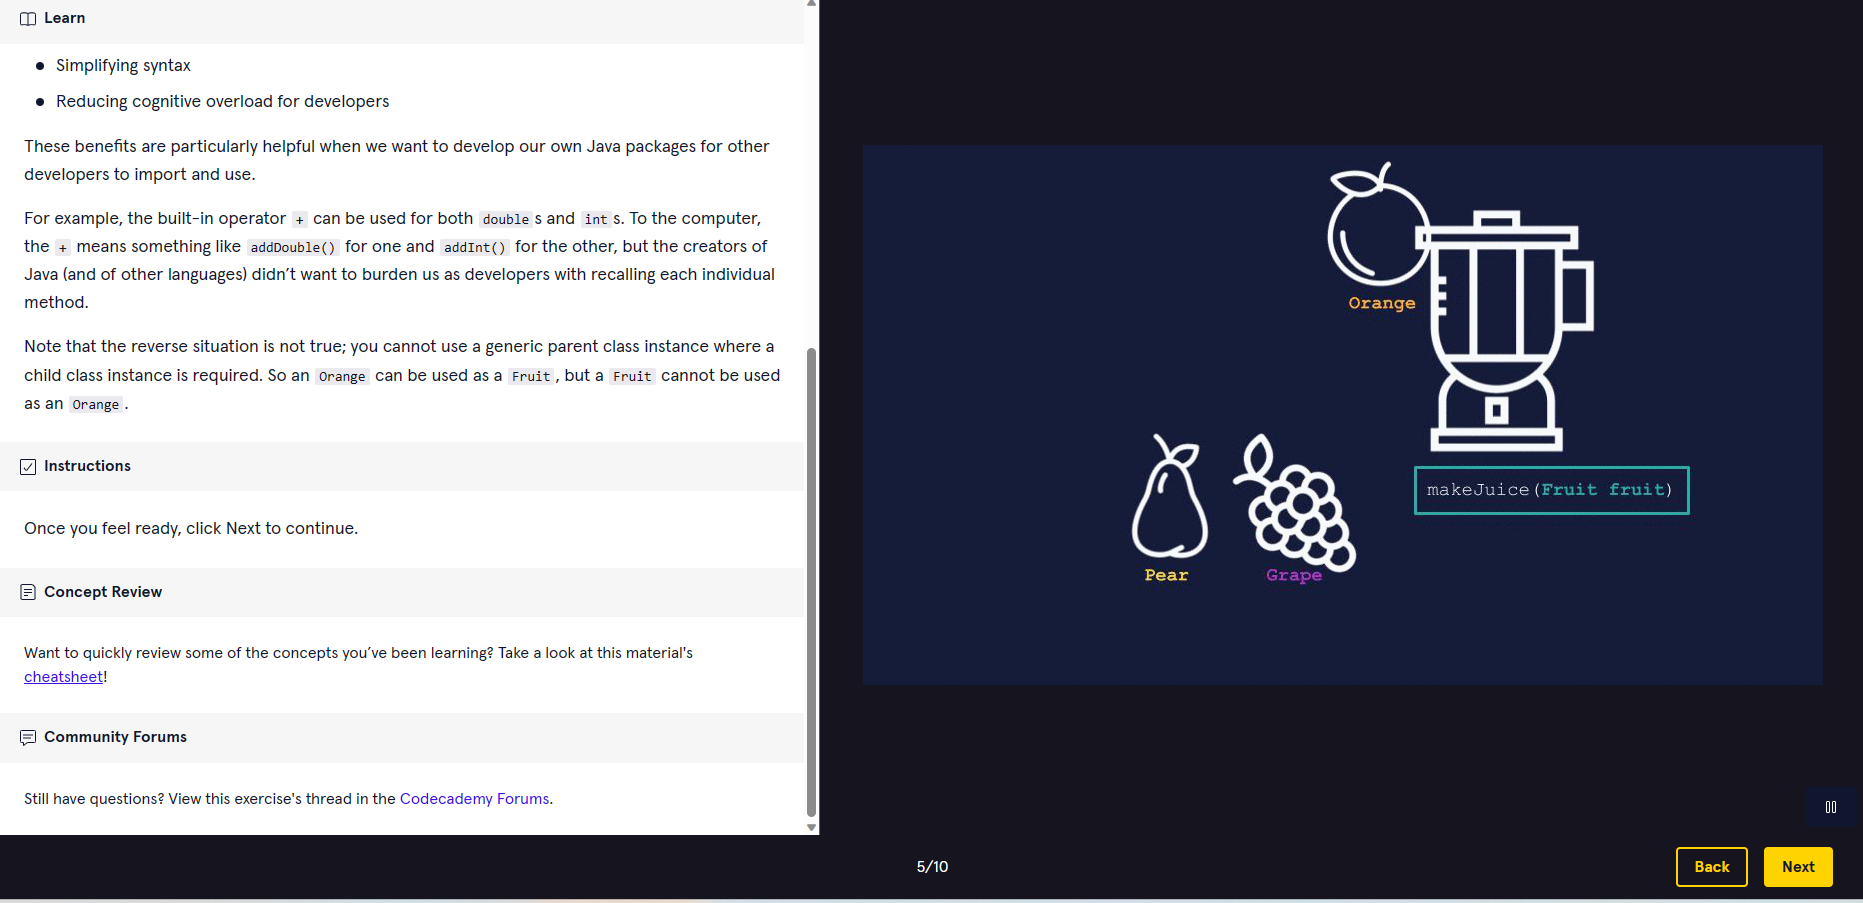 Learn
Simplifying syntax
Reducing cognitive overload for developers
These benefits are particularly helpful when we want to develop our own Java packages for other
developers to import and use.
For example, the built-in operator + can be used for both double s and int s. To the computer,
the + means something like addDouble() for one and addInt() for the other, but the creators of
Java (and of other languages) didn’t want to burden us as developers with recalling each individual
method.
Note that the reverse situation is not true; you cannot use a generic parent class instance where a
child class instance is required. So an Orange can be used as a Fruit, but a Fruit cannot be used
as an Orange.
Instructions
Once you feel ready, click Next to continue.
Concept Review
Want to quickly review some of the concepts you’ve been learning? Take a look at this material's
cheatsheet!
Community Forums
Still have questions? View this exercise's thread in the Codecademy Forums.
Orange
makeJuice(Fruit fruit)
Pear
Grape
5/10
Back
Next